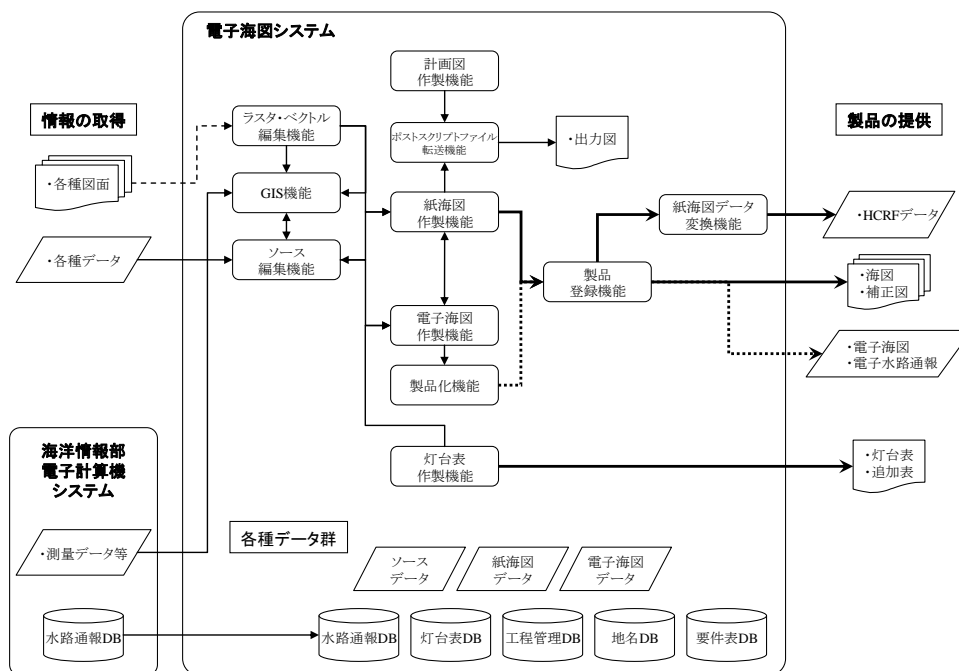 電子海図システム
計画図
作製機能
情報の取得
ラスタ・ベクトル
編集機能
ポストスクリプトファイル
転送機能
・出力図
製品の提供
・各種図面
GIS機能
紙海図
作製機能
紙海図データ
変換機能
・HCRFデータ
・各種データ
ソース
編集機能
製品
登録機能
・海図
・補正図
電子海図
作製機能
・電子海図
・電子水路通報
製品化機能
海洋情報部
電子計算機
システム
灯台表
作製機能
・灯台表
・追加表
・測量データ等
各種データ群
ソース
データ
紙海図
データ
電子海図
データ
水路通報DB
水路通報DB
灯台表DB
工程管理DB
地名DB
要件表DB